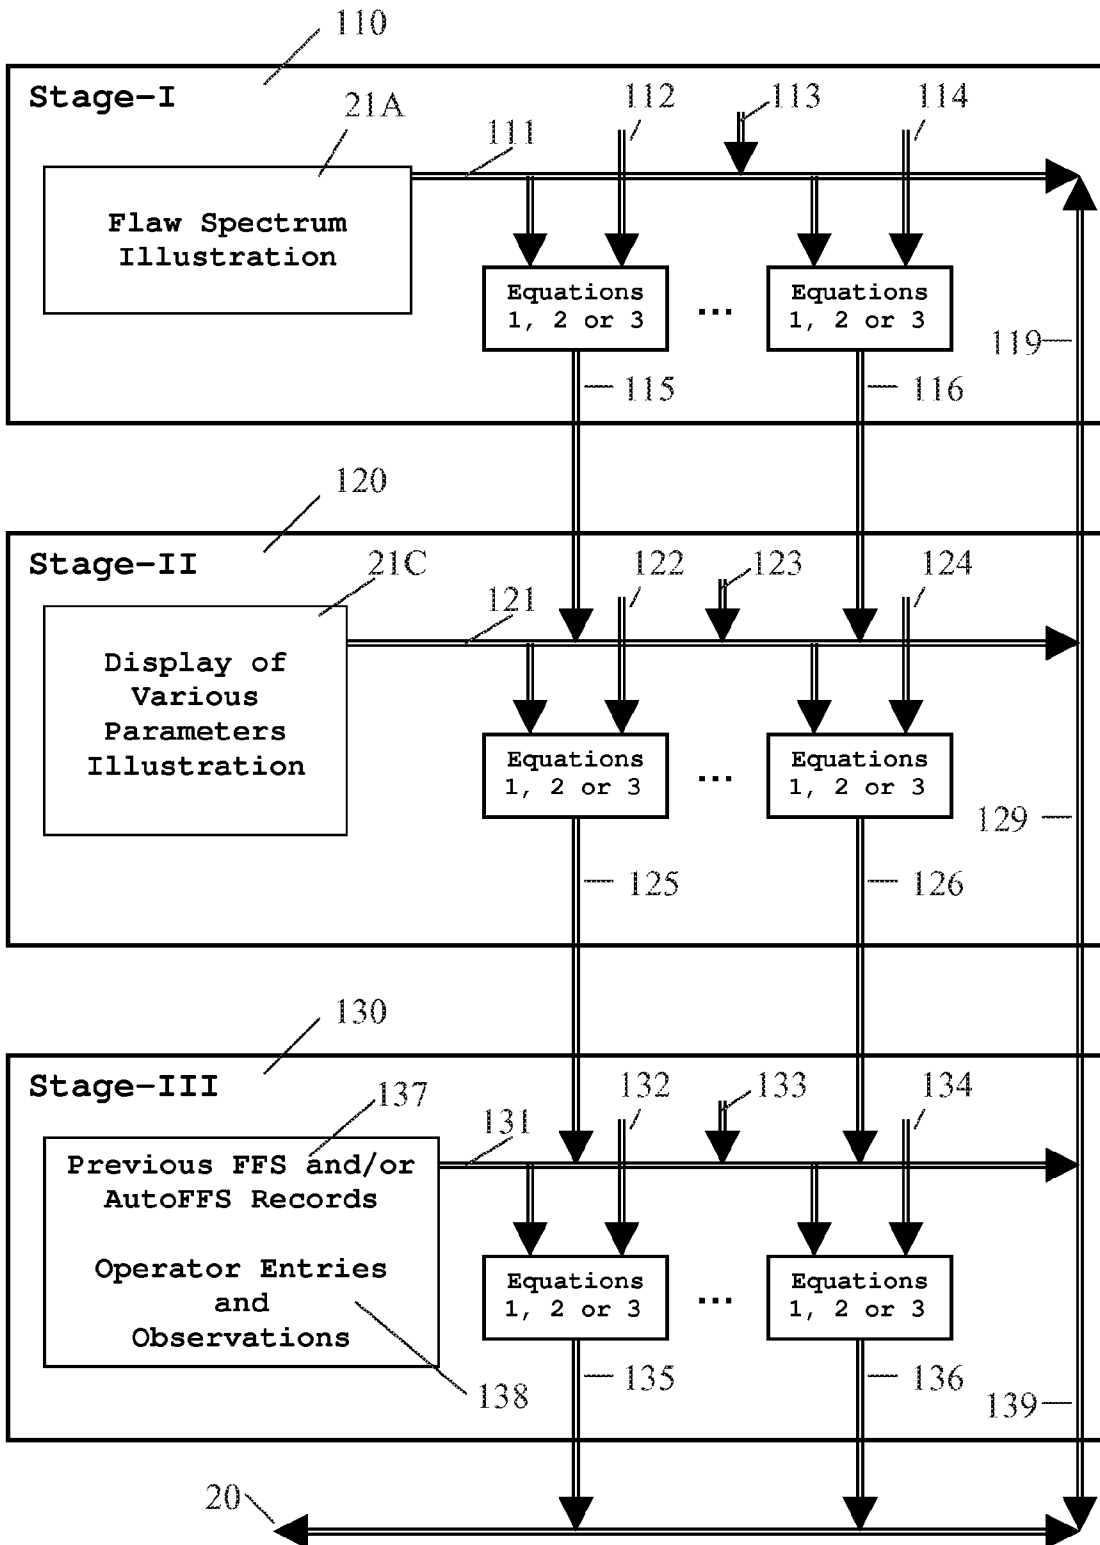 110
Stage-I
21A
111
112
113
114
Flaw Spectrum
Illustration
Equations
1, 2 or 3
...
Equations
1, 2 or 3
119
115
116
120
Stage-II
21C
121
122
123
124
Display of
Various
Parameters
Illustration
Equations
1, 2 or 3
...
Equations
1, 2 or 3
129
125
126
130
Stage-III
137
131
132
133
134
Previous FFS and/or
AutoFFS Records
Operator Entries
and
Observations
Equations
1, 2 or 3
...
Equations
1, 2 or 3
138
135
136
139
20